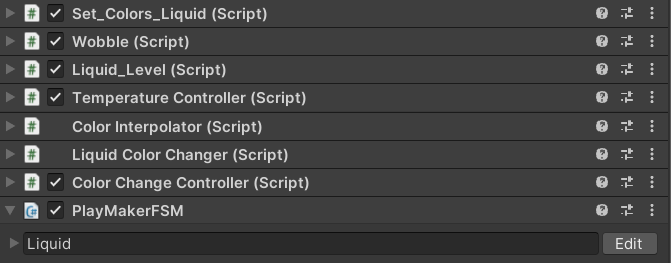 Set_Colors_Liquid (Script)
Wobble (Script)
Liquid_Level (Script)
Temperature Controller (Script)
Color Interpolator (Script)
Liquid Color Changer (Script)
Color Change Controller (Script)
PlayMakerFSM
Liquid Edit